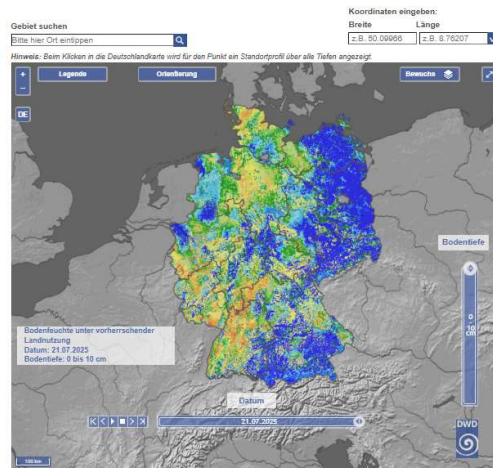 Koordinaten eingeben:
Gebiet suchen
Breite Länge
Bitte hier Ort eintippen
z.B. 50.09966 z.B. 8.76207
Hinweis: Beim Klicken in die Deutschlandkarte wird für den Punkt ein Standortprofil über alle Tiefen angezeigt.
+
−
Legende
Orientierung
Bewuchs
DE
Bodentiefe
0
-
10
cm
Bodenfeuchte unter vorherrschender
Landnutzung
Datum: 21.07.2025
Bodentiefe: 0 bis 10 cm
Datum
21.07.2025
DWD
100 km